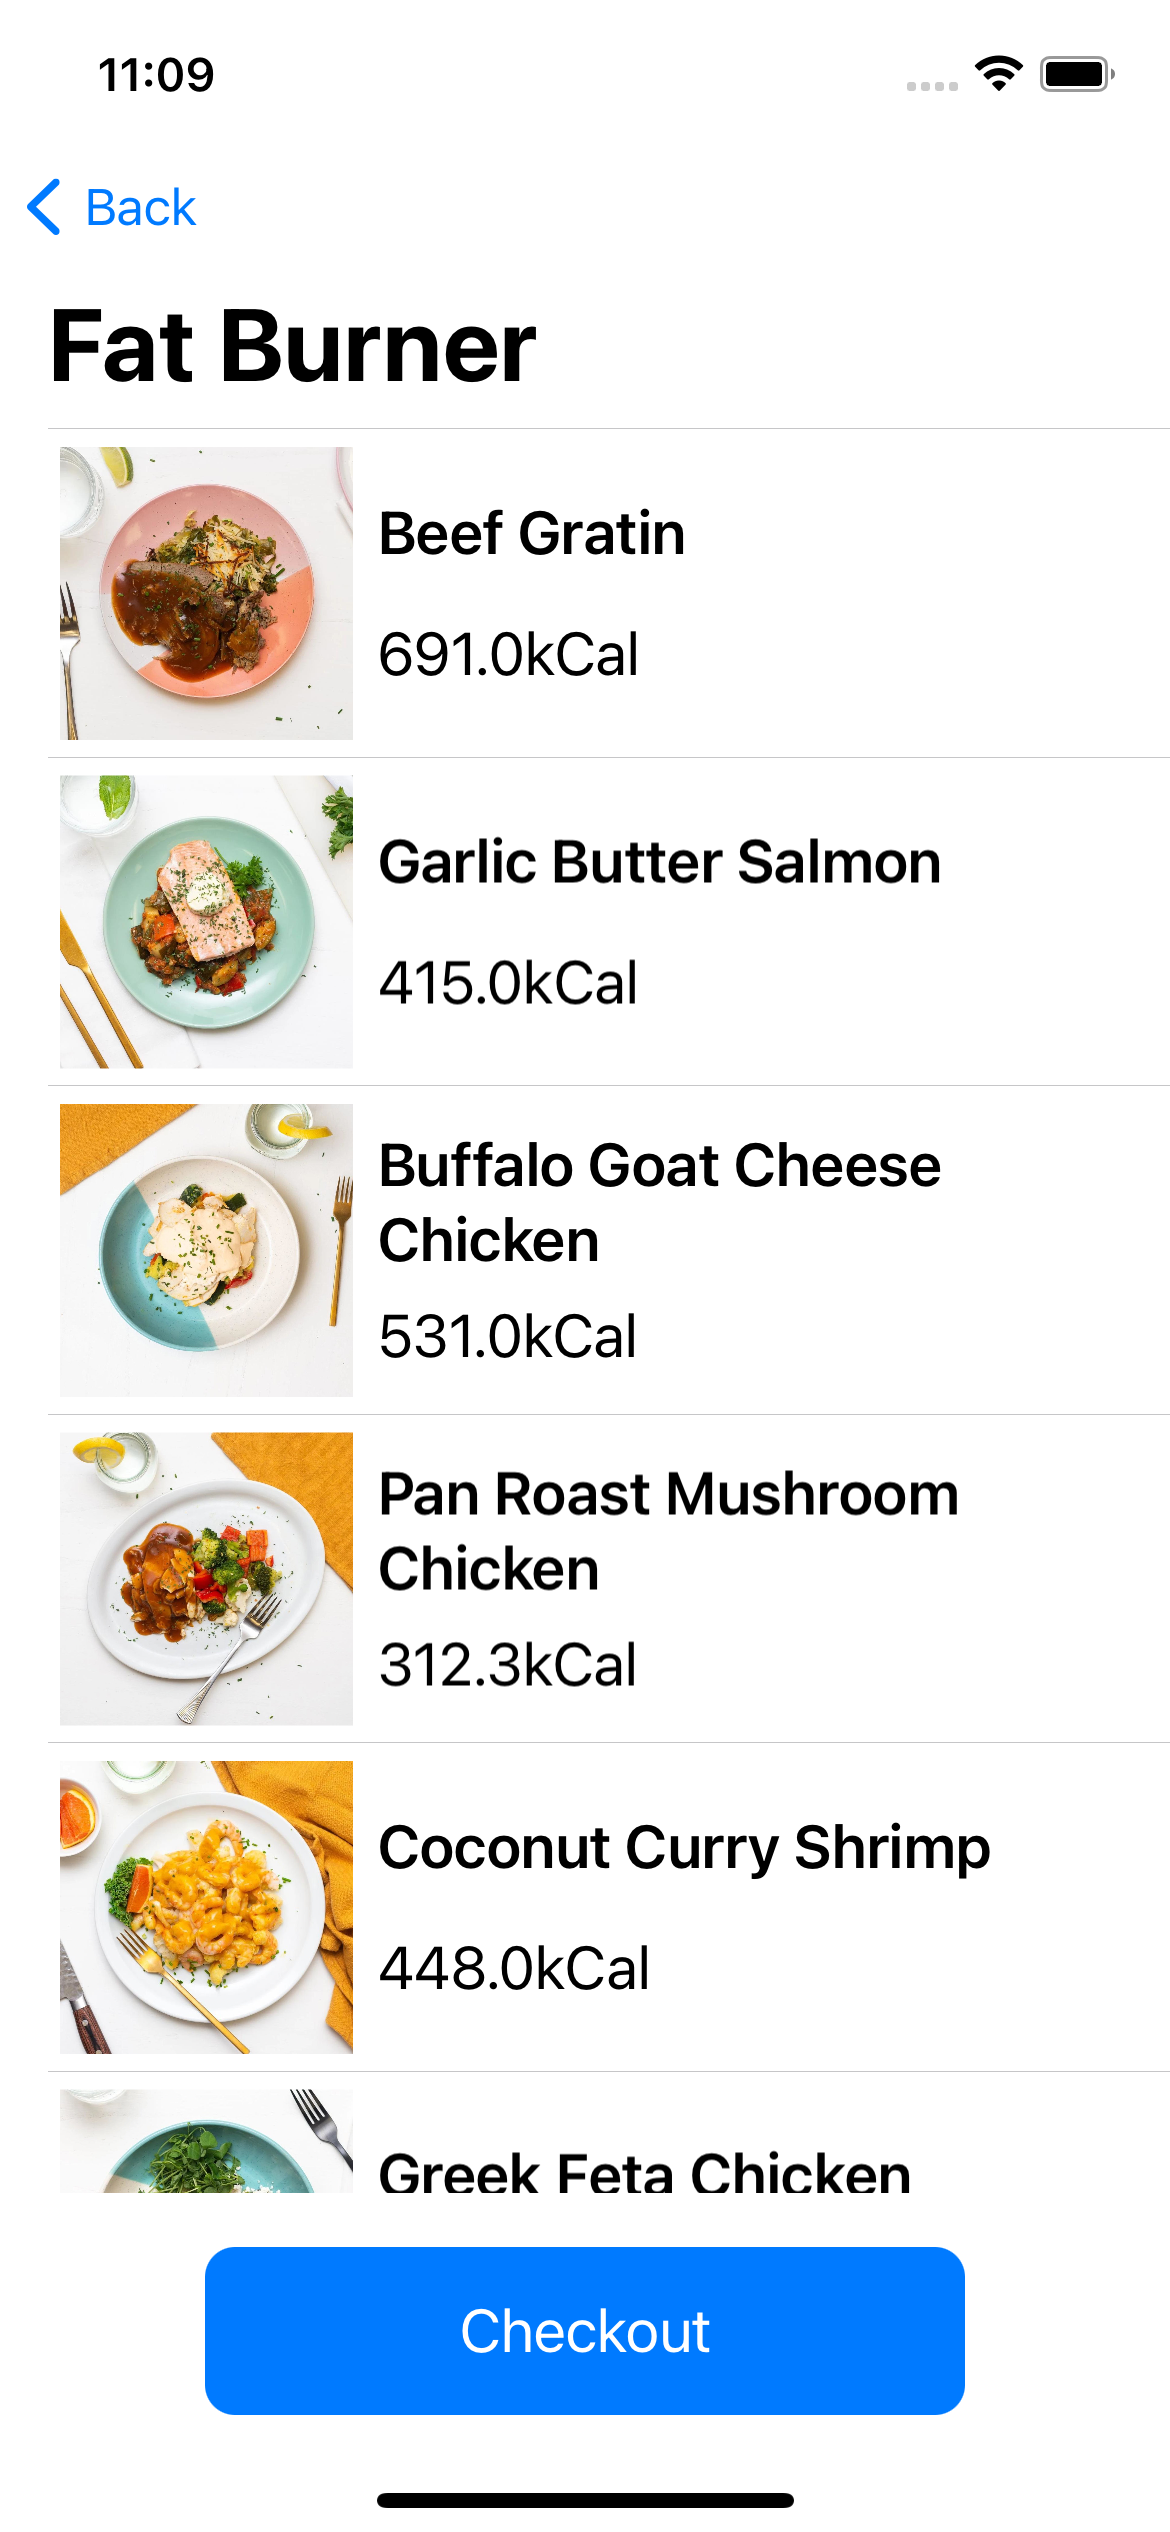 11:09
Back
Fat Burner
Beef Gratin
691.0kCal
Garlic Butter Salmon
415.0kCal
Buffalo Goat Cheese
Chicken
531.0kCal
Pan Roast Mushroom
Chicken
312.3kCal
Coconut Curry Shrimp
448.0kCal
Greek Feta Chicken
Checkout